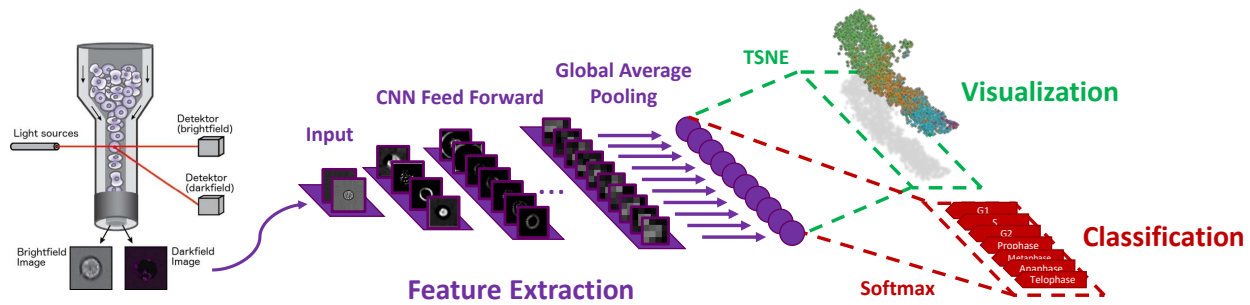 Light sources
Detektor
(brightfield)
Detektor
(darkfield)
Brightfield
Image
Darkfield
Image
Input
CNN Feed Forward
Global Average
Pooling
...
Feature Extraction
TSNE
Visualization
Softmax
G1
S
G2
Prophase
Metaphase
Anaphase
Telophase
Classification